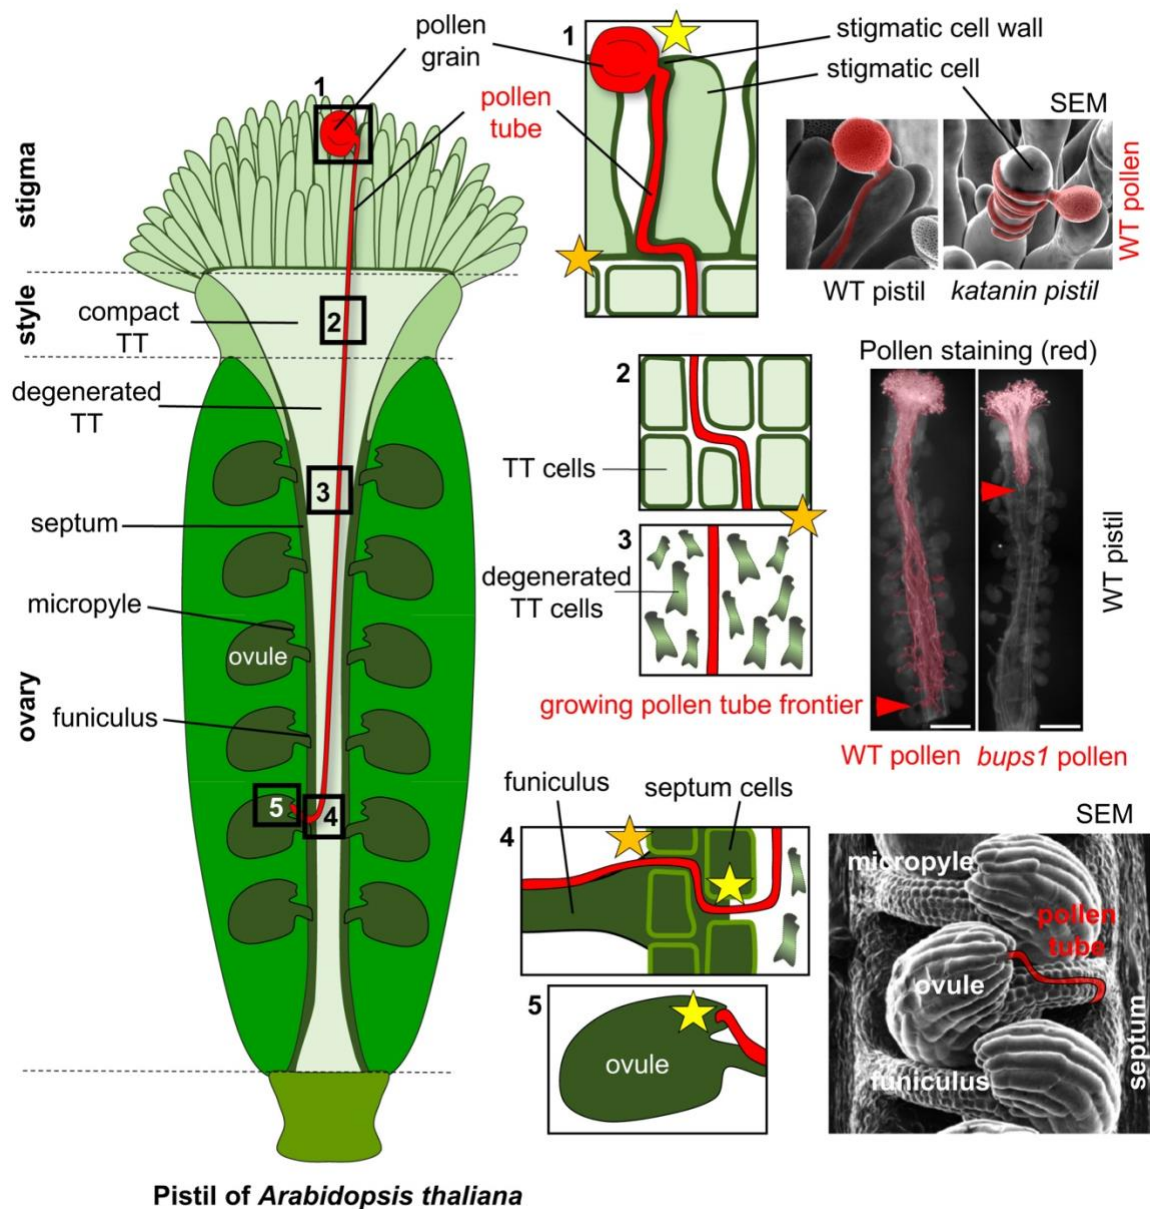 pollen
grain
pollen
tube
1
stigma
style
compact
TT
2
degenerated
TT
3
septum
micropyle
ovule
funiculus
ovary
5
4
Pistil of Arabidopsis thaliana
1
stigmatic cell wall
stigmatic cell
SEM
WT pollen
WT pistil
katanin pistil
2
TT cells
3
degenerated
TT cells
Pollen staining (red)
WT pistil
growing pollen tube frontier
WT pollen
bups1 pollen
funiculus
septum cells
4
5
ovule
SEM
micropyle
pollen
tube
ovule
funiculus
septum